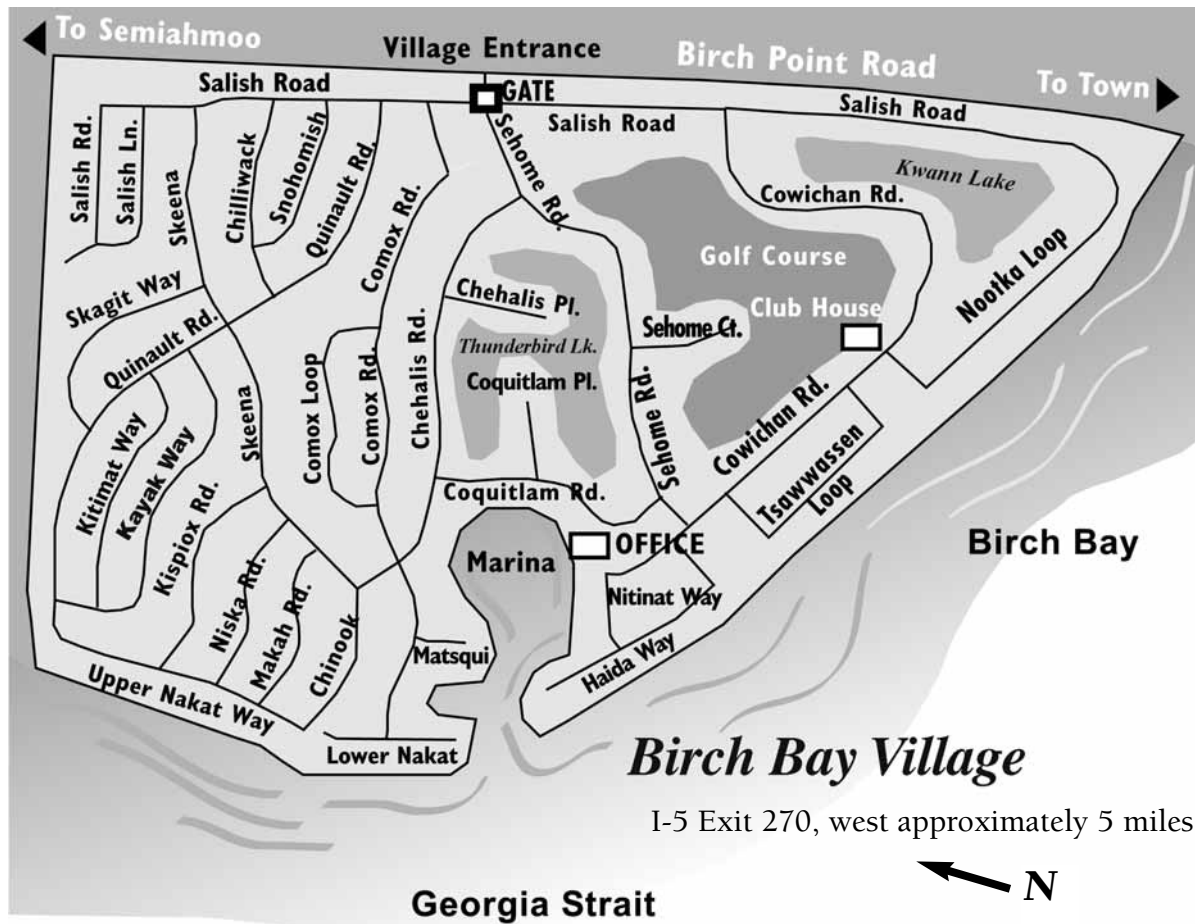 To Semiahmoo
Village Entrance
Birch Point Road
To Town
Salish Road
GATE
Salish Road
Salish Road
Salish Rd.
Salish Ln.
Skeena
Chilliwack
Snohomish
Quinault Rd.
Comox Rd.
Sehome Rd.
Cowichan Rd.
Kwann Lake
Golf Course
Nootka Loop
Skagit Way
Chehalis Pl.
Club House
Sehome Ct.
Quinault Rd.
Thunderbird Lk.
Coquitlam Pl.
Skeena
Comox Loop
Comox Rd.
Chehalis Rd.
Sehome Rd.
Cowichan Rd.
Kitimat Way
Kayak Way
Kispiox Rd.
Coquitlam Rd.
Tsawwassen
Loop
Marina
OFFICE
Birch Bay
Niska Rd.
Makah Rd.
Chinook
Nitinat Way
Matsqui
Haida Way
Upper Nakat Way
Lower Nakat
Birch Bay Village
I-5 Exit 270, west approximately 5 miles
N
Georgia Strait